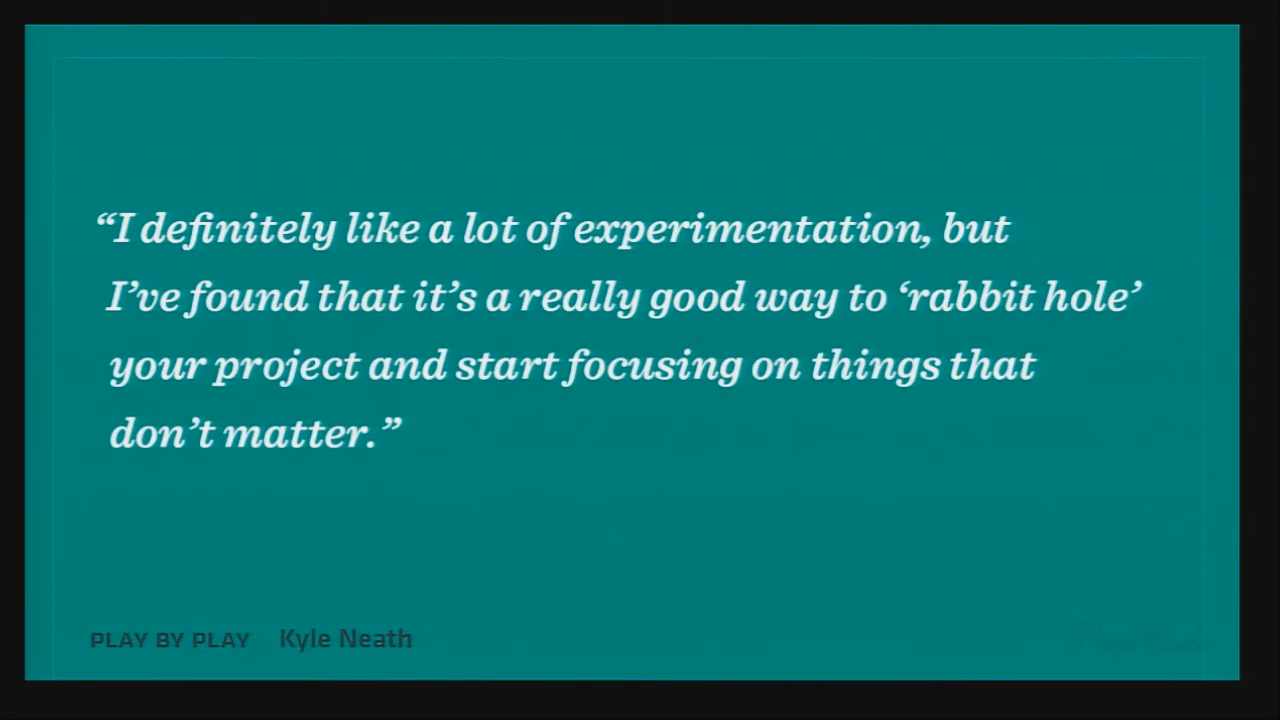 “I definitely like a lot of experimentation, but
I’ve found that it’s a really good way to ‘rabbit hole’
your project and start focusing on things that
don’t matter.”
PLAY BY PLAY Kyle Neath